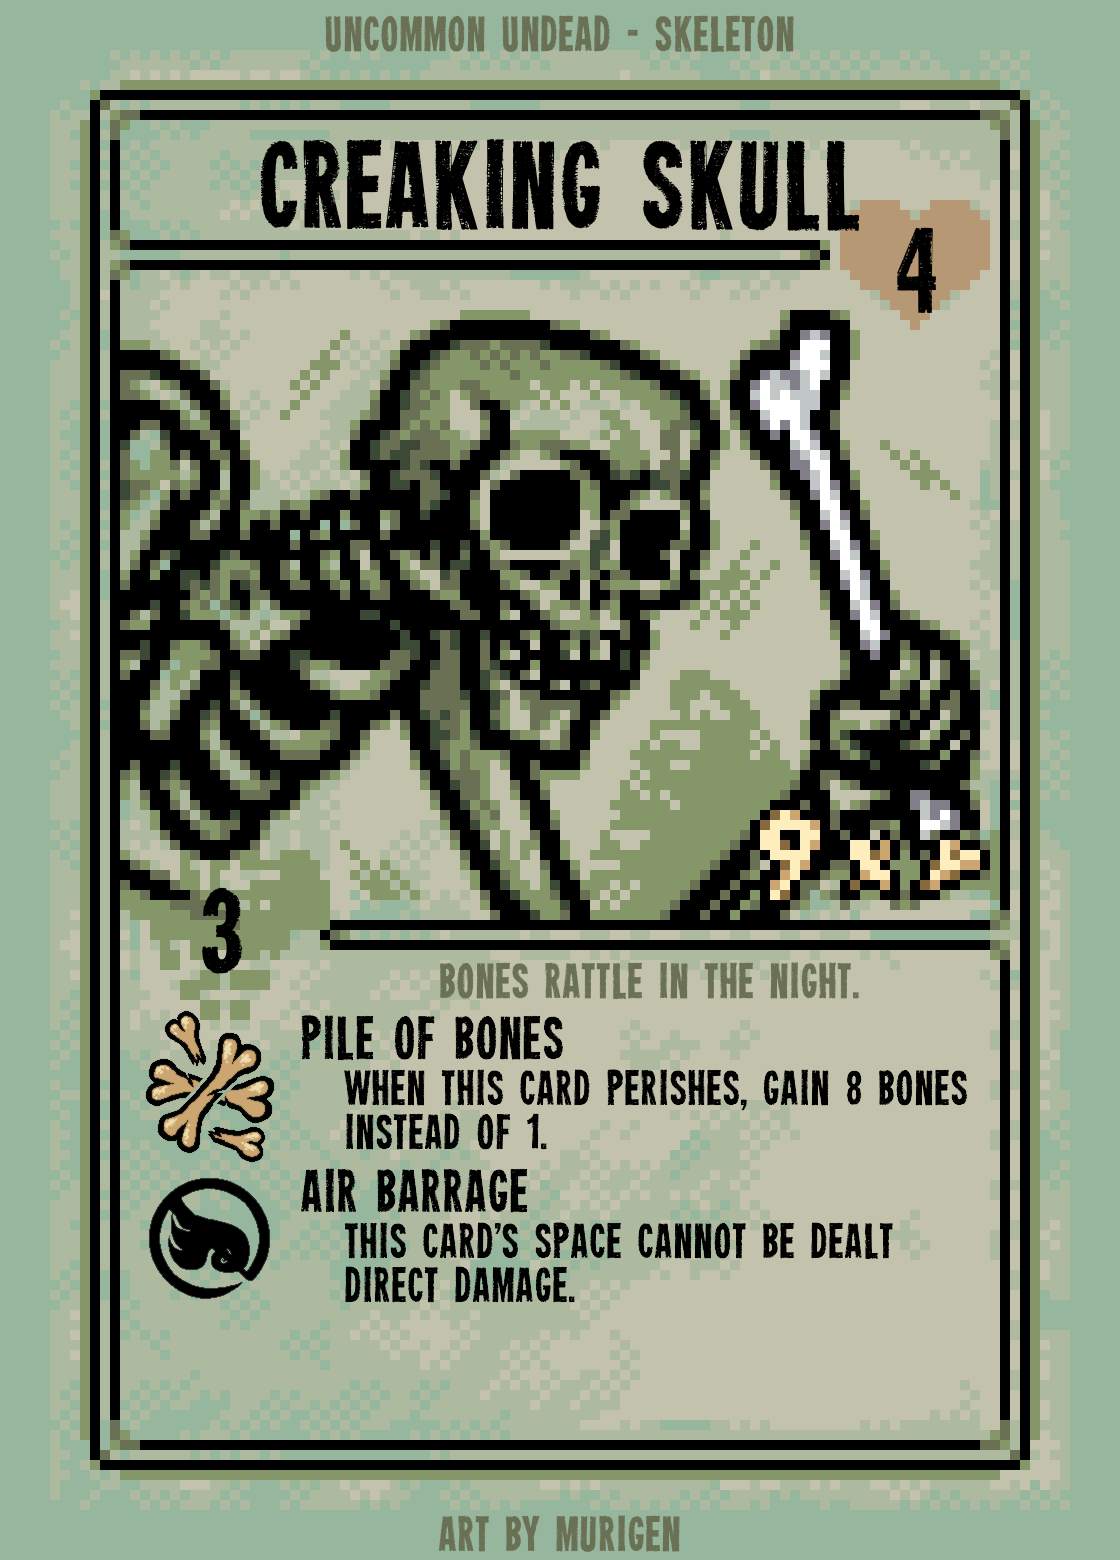 UNCOMMON UNDEAD - SKELETON
CREAKING SKULL
4
9 x
3
BONES RATTLE IN THE NIGHT.
PILE OF BONES
WHEN THIS CARD PERISHES, GAIN 8 BONES
INSTEAD OF 1.
AIR BARRAGE
THIS CARD'S SPACE CANNOT BE DEALT
DIRECT DAMAGE.
ART BY MURIGEN